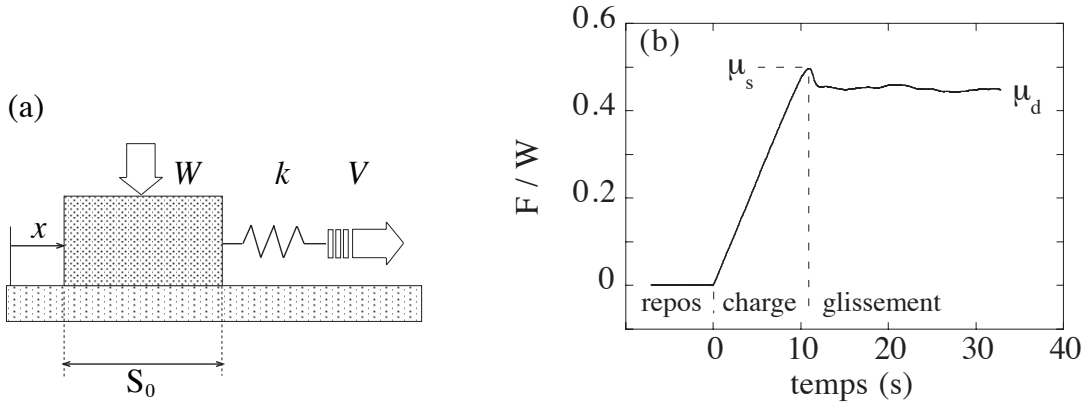 (a)
W
k
V
x
S0
(b)
0.6
0.4
0.2
0
F / W
μs
μd
repos
charge
glissement
0
10
20
30
40
temps (s)